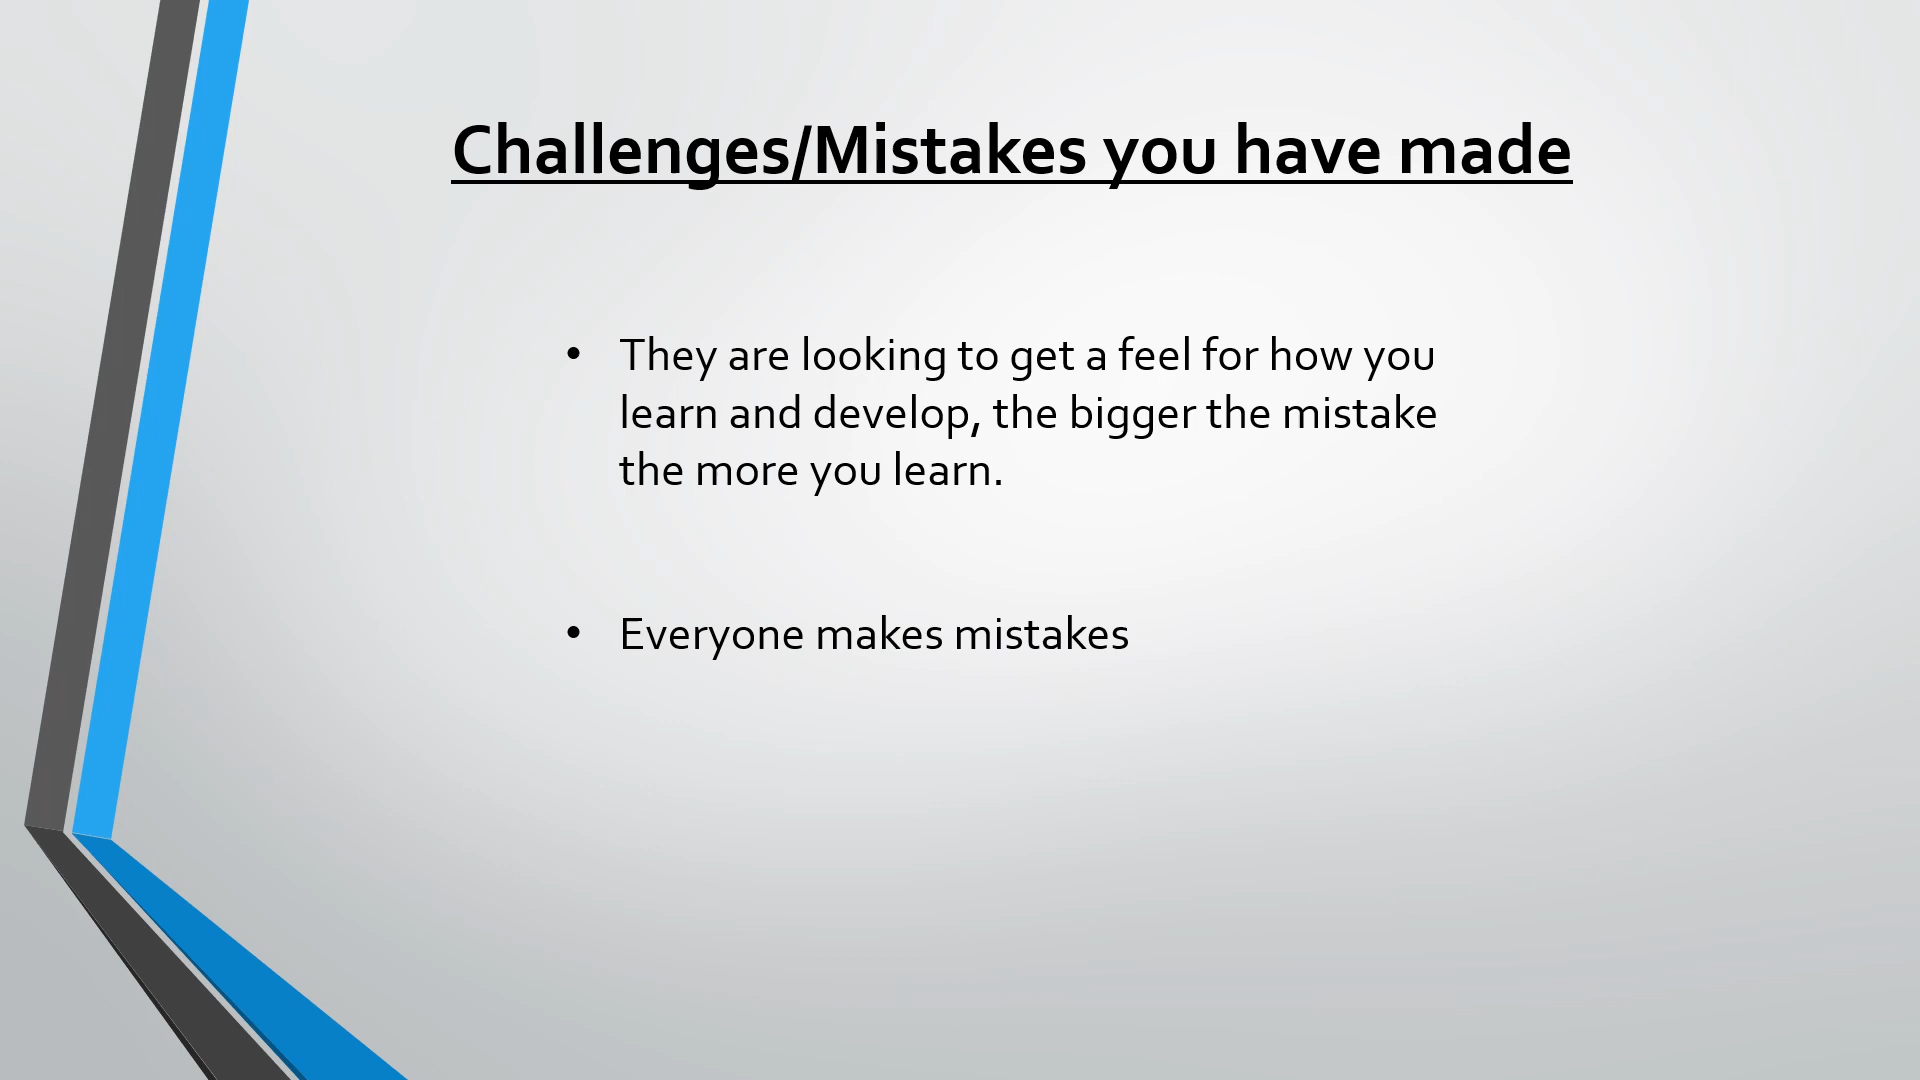 Challenges/Mistakes you have made
• They are looking to get a feel for how you
learn and develop, the bigger the mistake
the more you learn.
• Everyone makes mistakes